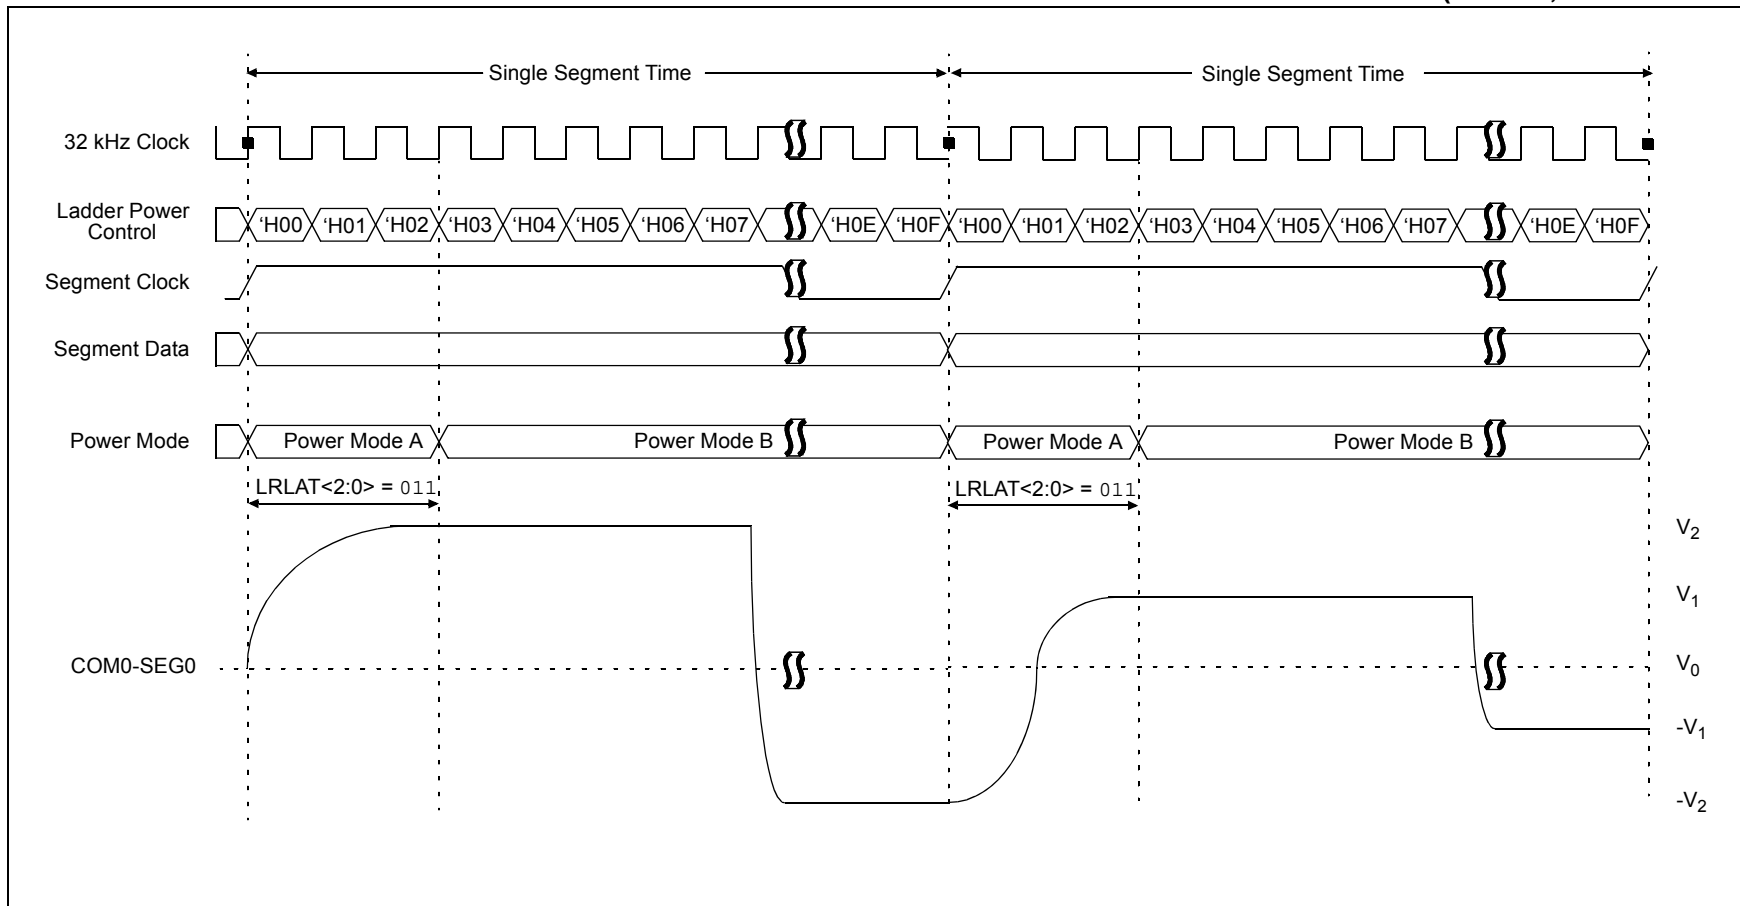 Single Segment Time Single Segment Time
32 kHz Clock
Ladder Power
Control
‘H00 ‘H01 ‘H02 ‘H03 ‘H04 ‘H05 ‘H06 ‘H07 ‘H0E ‘H0F ‘H00 ‘H01 ‘H02 ‘H03 ‘H04 ‘H05 ‘H06 ‘H07 ‘H0E ‘H0F
Segment Clock
Segment Data
Power Mode Power Mode A Power Mode B Power Mode A Power Mode B
LRLAT<2:0> = 011 LRLAT<2:0> = 011
V2
V1
COM0-SEG0 V0
-V1
-V2